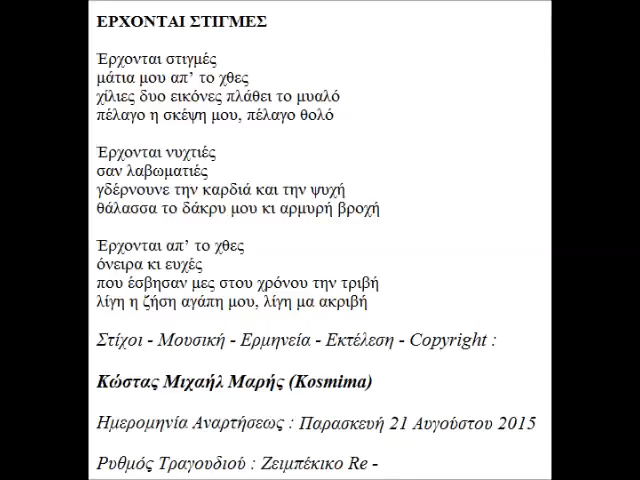 ΕΡΧΟΝΤΑΙ ΣΤΙΓΜΕΣ
Έρχονται στιγμές
μάτια μου απ’ το χθες
χίλιες δυο εικόνες πλάθει το μυαλό
πέλαγο η σκέψη μου, πέλαγο θολό
Έρχονται νυχτιές
σαν λαβωματιές
γδέρνουνε την καρδιά και την ψυχή
θάλασσα το δάκρυ μου κι αρμυρή βροχή
Έρχονται απ’ το χθες
όνειρα κι ευχές
που έσβησαν μες στου χρόνου την τριβή
λίγη η ζήση αγάπη μου, λίγη μα ακριβή
Στίχοι - Μουσική - Ερμηνεία - Εκτέλεση - Copyright :
Κώστας Μιχαήλ Μαρής (Kosmima)
Ημερομηνία Αναρτήσεως : Παρασκευή 21 Αυγούστου 2015
Ρυθμός Τραγουδιού : Ζειμπέκικο Re -